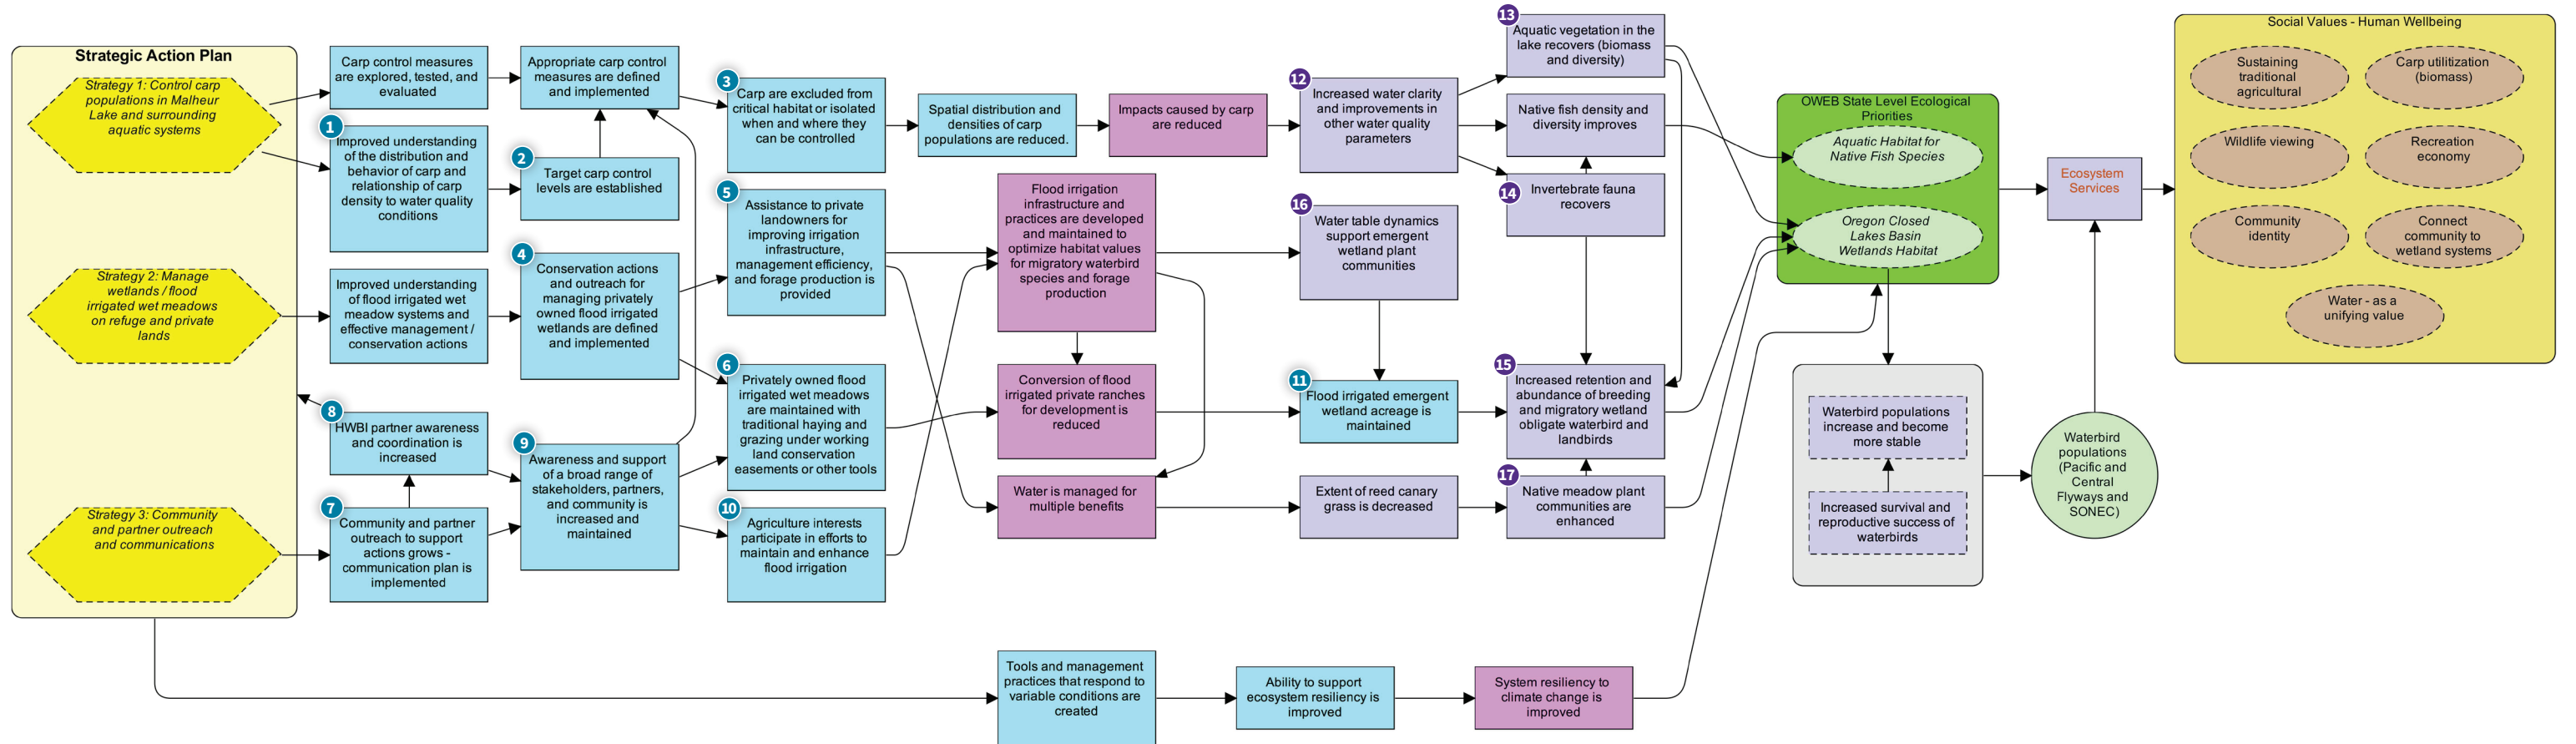 Strategic Action Plan
Strategy 1: Control carp
populations in Malheur
Lake and surrounding
aquatic systems
Strategy 2: Manage
wetlands / flood
irrigated wet meadows
on refuge and private
lands
Strategy 3: Community
and partner outreach
and communications
Carp control measures
are explored, tested, and
evaluated
1
Improved understanding
of the distribution and
behavior of carp and
relationship of carp
density to water quality
conditions
Improved understanding
of flood irrigated wet
meadow systems and
effective management /
conservation actions
8
HWBI partner awareness
and coordination is
increased
7
Community and partner
outreach to support
actions grows -
communication plan is
implemented
Appropriate carp control
measures are defined
and implemented
2
Target carp control
levels are established
4
Conservation actions
and outreach for
managing privately
owned flood irrigated
wetlands are defined
and implemented
9
Awareness and support
of a broad range of
stakeholders, partners,
and community is
increased and
maintained
3
Carp are excluded from
critical habitat or isolated
when and where they
can be controlled
5
Assistance to private
landowners for
improving irrigation
infrastructure,
management efficiency,
and forage production is
provided
6
Privately owned flood
irrigated wet meadows
are maintained with
traditional haying and
grazing under working
land conservation
easements or other tools
10
Agriculture interests
participate in efforts to
maintain and enhance
flood irrigation
Spatial distribution and
densities of carp
populations are reduced.
Impacts caused by carp
are reduced
Flood irrigation
infrastructure and
practices are developed
and maintained to
optimize habitat values
for migratory waterbird
species and forage
production
Conversion of flood
irrigated private ranches
for development is
reduced
Water is managed for
multiple benefits
Tools and management
practices that respond to
variable conditions are
created
12
Increased water clarity
and improvements in
other water quality
parameters
16
Water table dynamics
support emergent
wetland plant
communities
11
Flood irrigated emergent
wetland acreage is
maintained
Extent of reed canary
grass is decreased
Ability to support
ecosystem resiliency is
improved
13
Aquatic vegetation in the
lake recovers (biomass
and diversity)
Native fish density and
diversity improves
14
Invertebrate fauna
recovers
15
Increased retention and
abundance of breeding
and migratory wetland
obligate waterbird and
landbirds
17
Native meadow plant
communities are
enhanced
System resiliency to
climate change is
improved
OWEB State Level Ecological
Priorities
Aquatic Habitat for
Native Fish Species
Oregon Closed
Lakes Basin
Wetlands Habitat
Waterbird populations
increase and become
more stable
Increased survival and
reproductive success of
waterbirds
Ecosystem
Services
Waterbird
populations
(Pacific and
Central
Flyways and
SONEC)
Social Values - Human Wellbeing
Sustaining
traditional
agricultural
Carp utilitization
(biomass)
Wildlife viewing
Recreation
economy
Community
identity
Connect
community to
wetland systems
Water - as a
unifying value